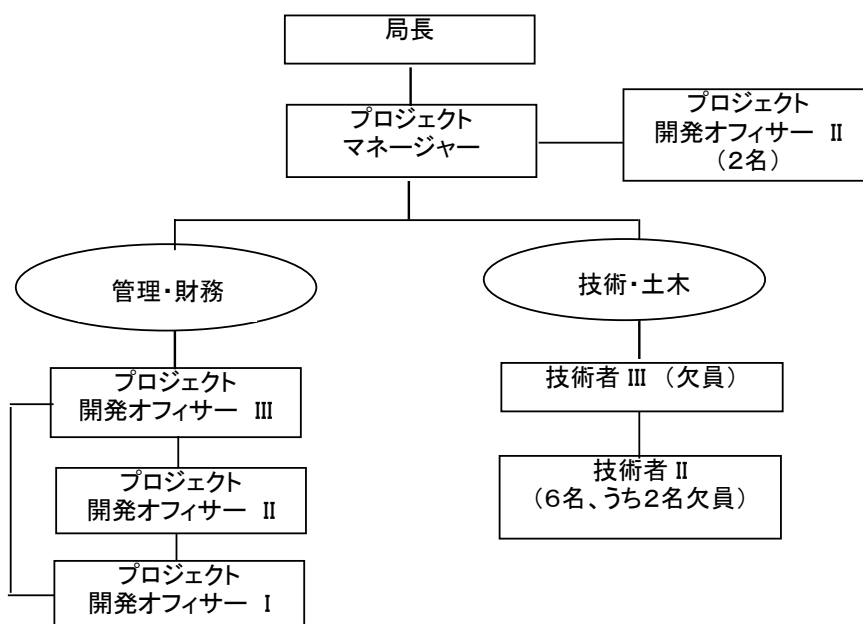 局長
プロジェクト
マネージャー
プロジェクト
開発オフィサー II
（２名）
管理・財務
技術・土木
プロジェクト
開発オフィサー III
技術者 III （欠員）
プロジェクト
開発オフィサー II
技術者 II
（６名、うち２名欠員）
プロジェクト
開発オフィサー I